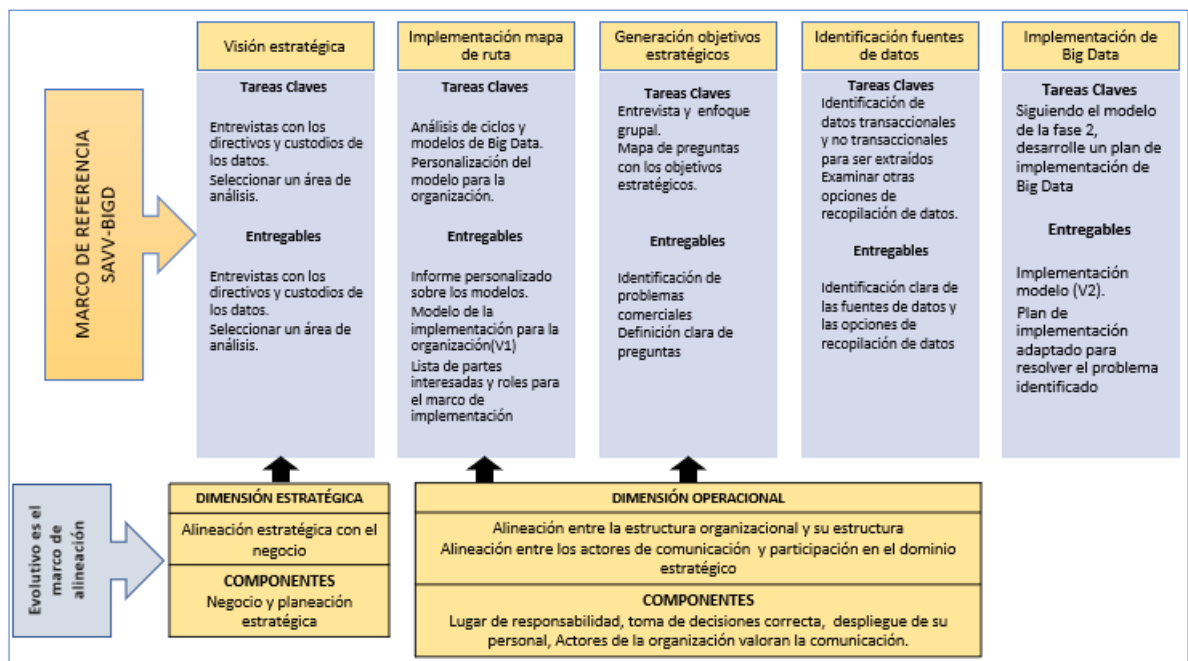 MARCO DE REFERENCIA
SAVV-BIGD
Visión estratégica
Tareas Claves
Entrevistas con los
directivos y custodios de
los datos.
Seleccionar un área de
análisis.
Entregables
Entrevistas con los
directivos y custodios de
los datos.
Seleccionar un área de
análisis.
Implementación mapa
de ruta
Tareas Claves
Análisis de ciclos y
modelos de Big Data.
Personalización del
modelo para la
organización.
Entregables
Informe personalizado
sobre los modelos.
Modelo de la
implementación para la
organización(V1)
Lista de partes
interesadas y roles para
el marco de
implementación
Generación objetivos
estratégicos
Tareas Claves
Entrevista y enfoque
grupal.
Mapa de preguntas
con los objetivos
estratégicos.
Entregables
Identificación de
problemas
comerciales
Definición clara de
preguntas
Identificación fuentes
de datos
Tareas Claves
Identificación de
datos transaccionales
y no transaccionales
para ser extraídos
Examinar otras
opciones de
recopilación de datos.
Entregables
Identificación clara de
las fuentes de datos y
las opciones de
recopilación de datos
Implementación de
Big Data
Tareas Claves
Siguiendo el modelo
de la fase 2,
desarrolle un plan de
implementación de
Big Data
Entregables
Implementación
modelo (V2).
Plan de
implementación
adaptado para
resolver el problema
identificado
Evolutivo es el
marco de
alineación
DIMENSIÓN ESTRATÉGICA
Alineación estratégica con el
negocio
COMPONENTES
Negocio y planeación
estratégica
DIMENSIÓN OPERACIONAL
Alineación entre la estructura organizacional y su estructura
Alineación entre los actores de comunicación y participación en el dominio
estratégico
COMPONENTES
Lugar de responsabilidad, toma de decisiones correcta, despliegue de su
personal, Actores de la organización valoran la comunicación.